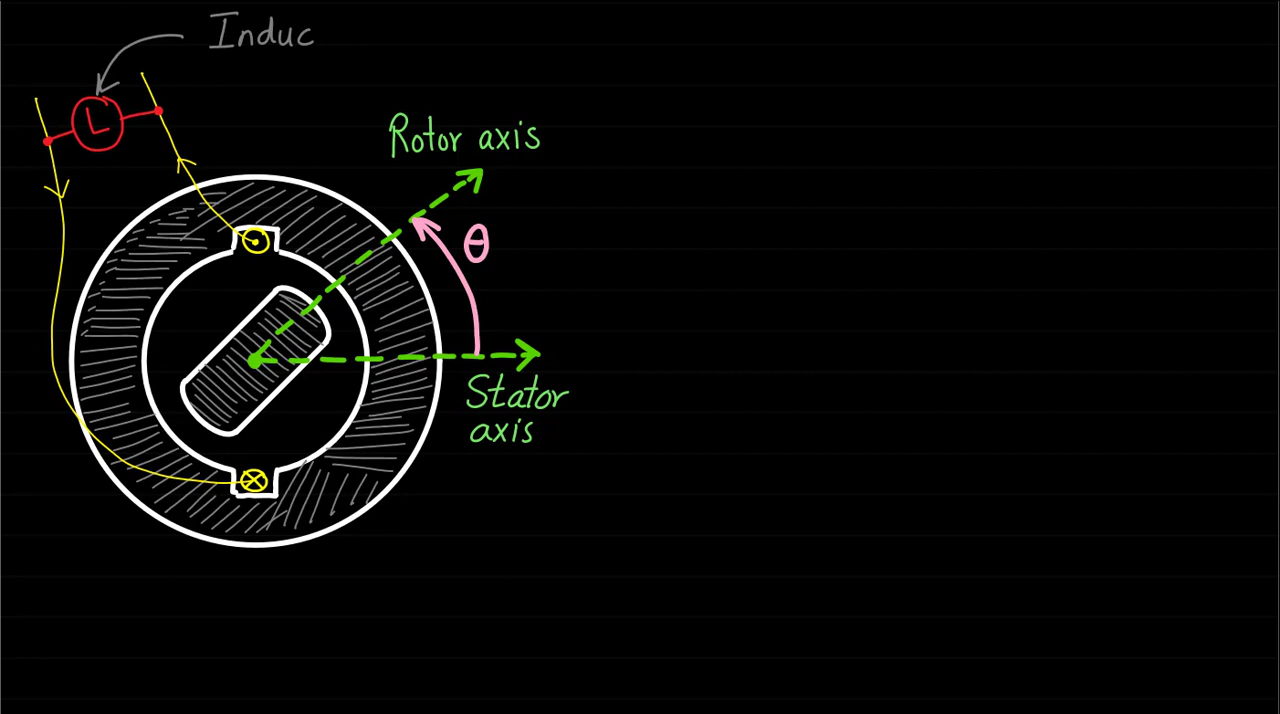 Induc
L
Rotor axis
θ
Stator
axis